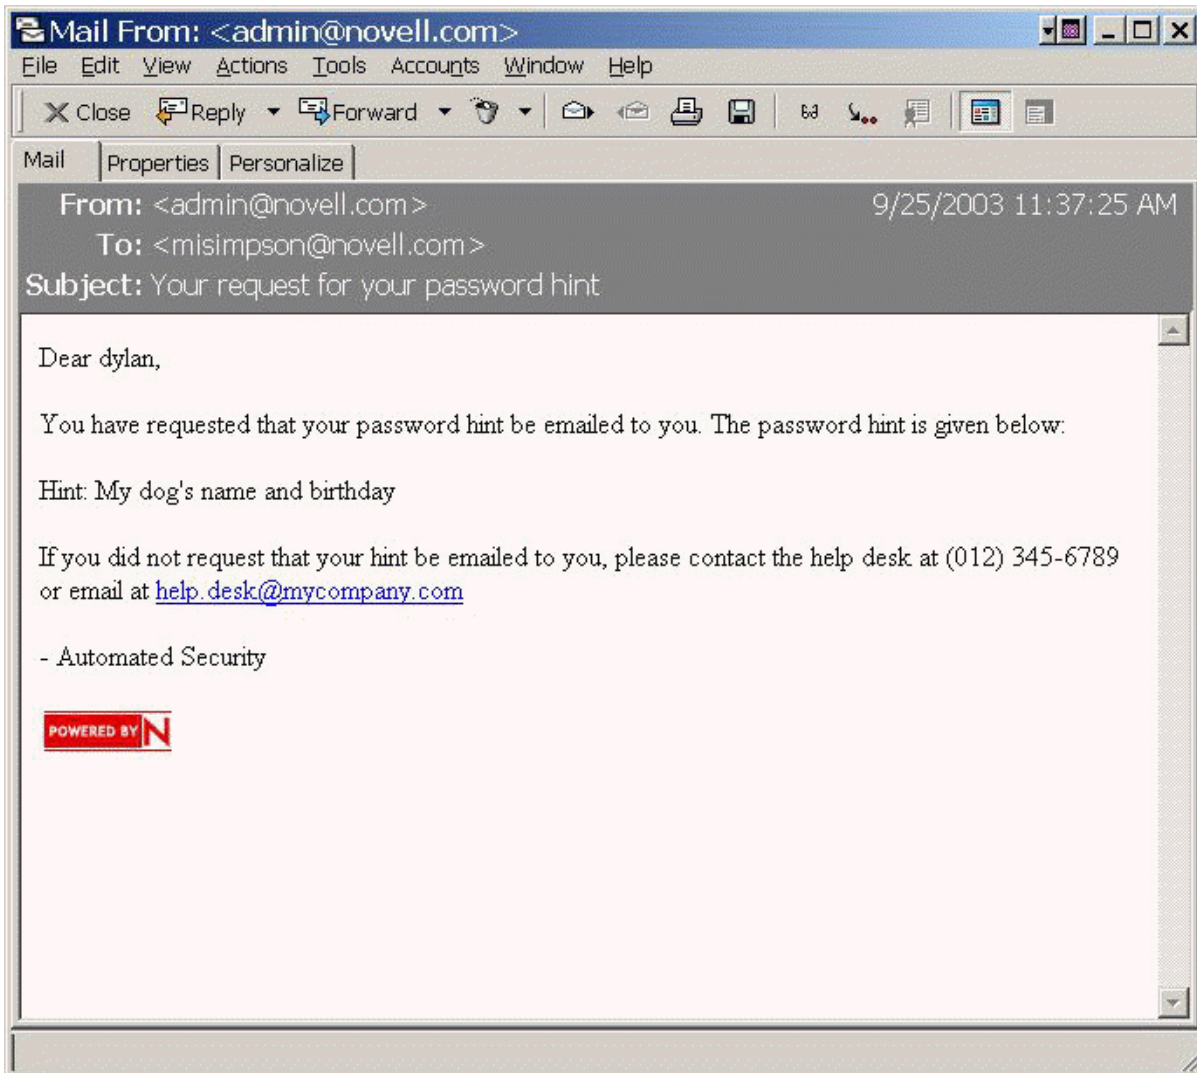 Mail From: <admin@novell.com>
File Edit View Actions Tools Accounts Window Help
Close Reply Forward
Mail Properties Personalize
From: <admin@novell.com> 9/25/2003 11:37:25 AM
To: <misimpson@novell.com>
Subject: Your request for your password hint
Dear dylan,
You have requested that your password hint be emailed to you. The password hint is given below:
Hint: My dog's name and birthday
If you did not request that your hint be emailed to you, please contact the help desk at (012) 345-6789
or email at help.desk@mycompany.com
- Automated Security
POWERED BY N